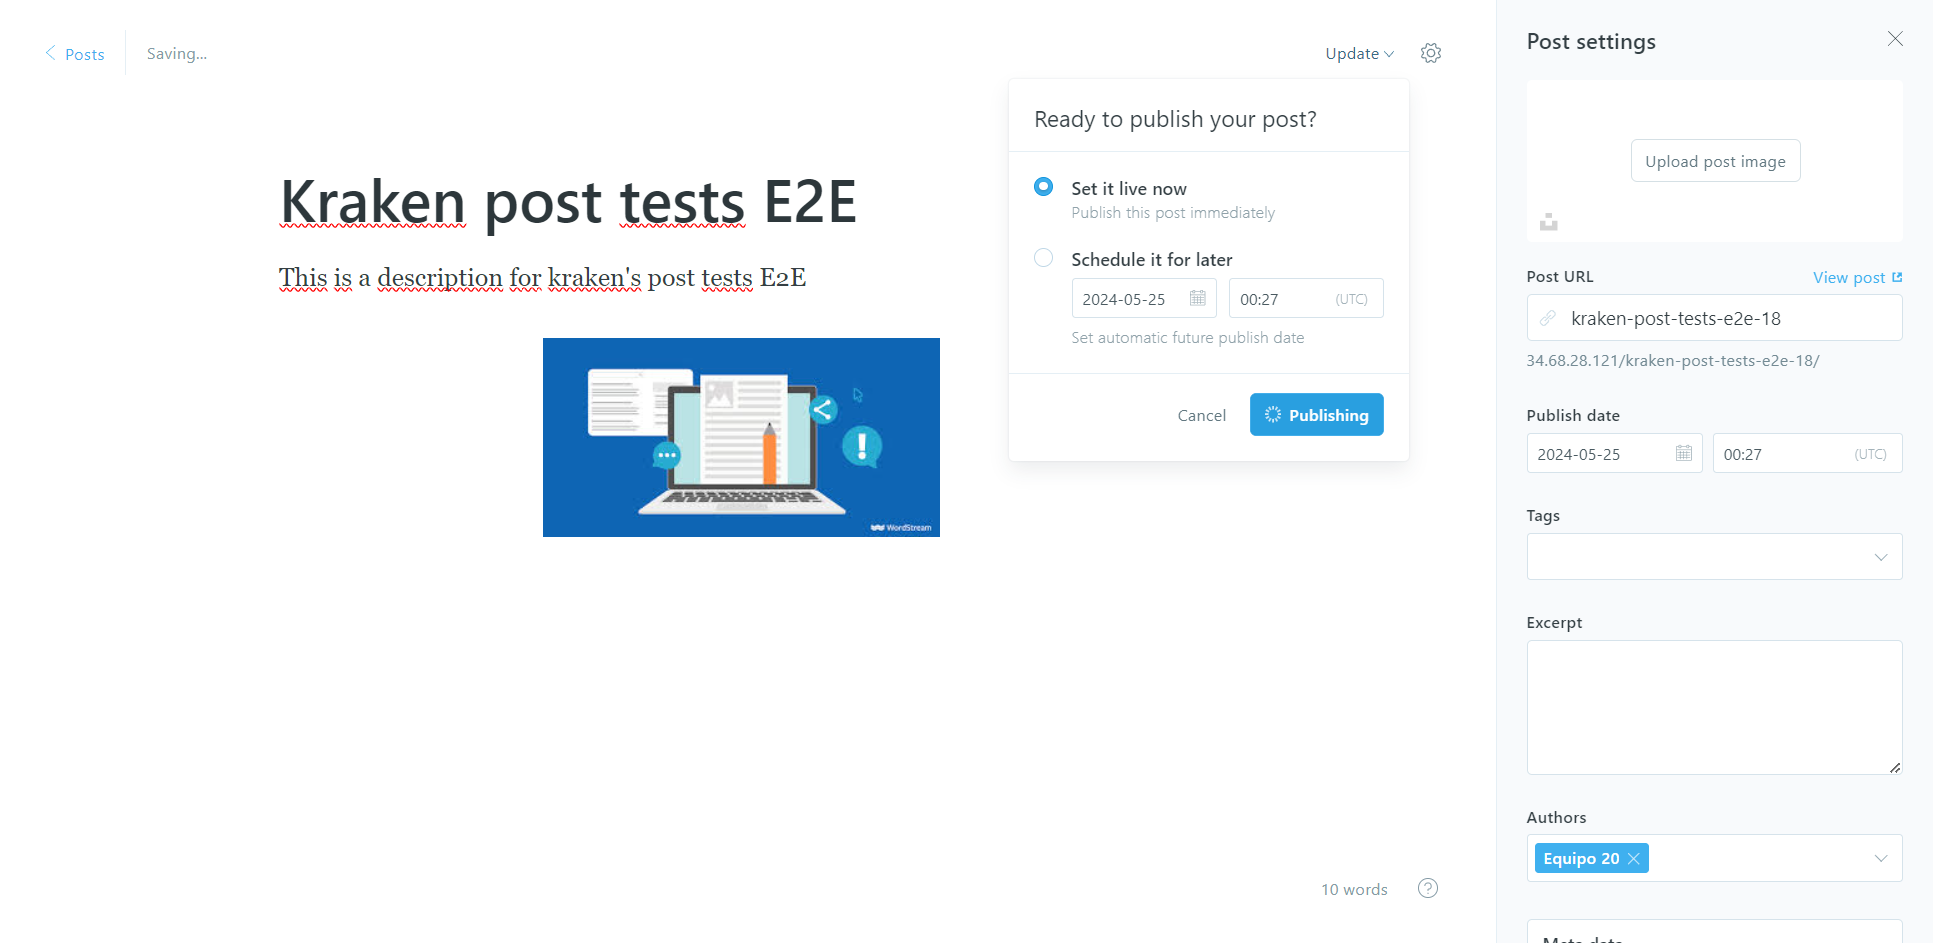 Posts
Saving...
Update
Post settings
Ready to publish your post?
Upload post image
Kraken post tests E2E
Set it live now
Publish this post immediately
This is a description for kraken's post tests E2E
Schedule it for later
2024-05-25
00:27
(UTC)
Set automatic future publish date
Cancel
Publishing
WordStream
Post URL
View post
kraken-post-tests-e2e-18
34.68.28.121/kraken-post-tests-e2e-18/
Publish date
2024-05-25
00:27
(UTC)
Tags
Excerpt
Authors
Equipo 20
10 words
Meta data